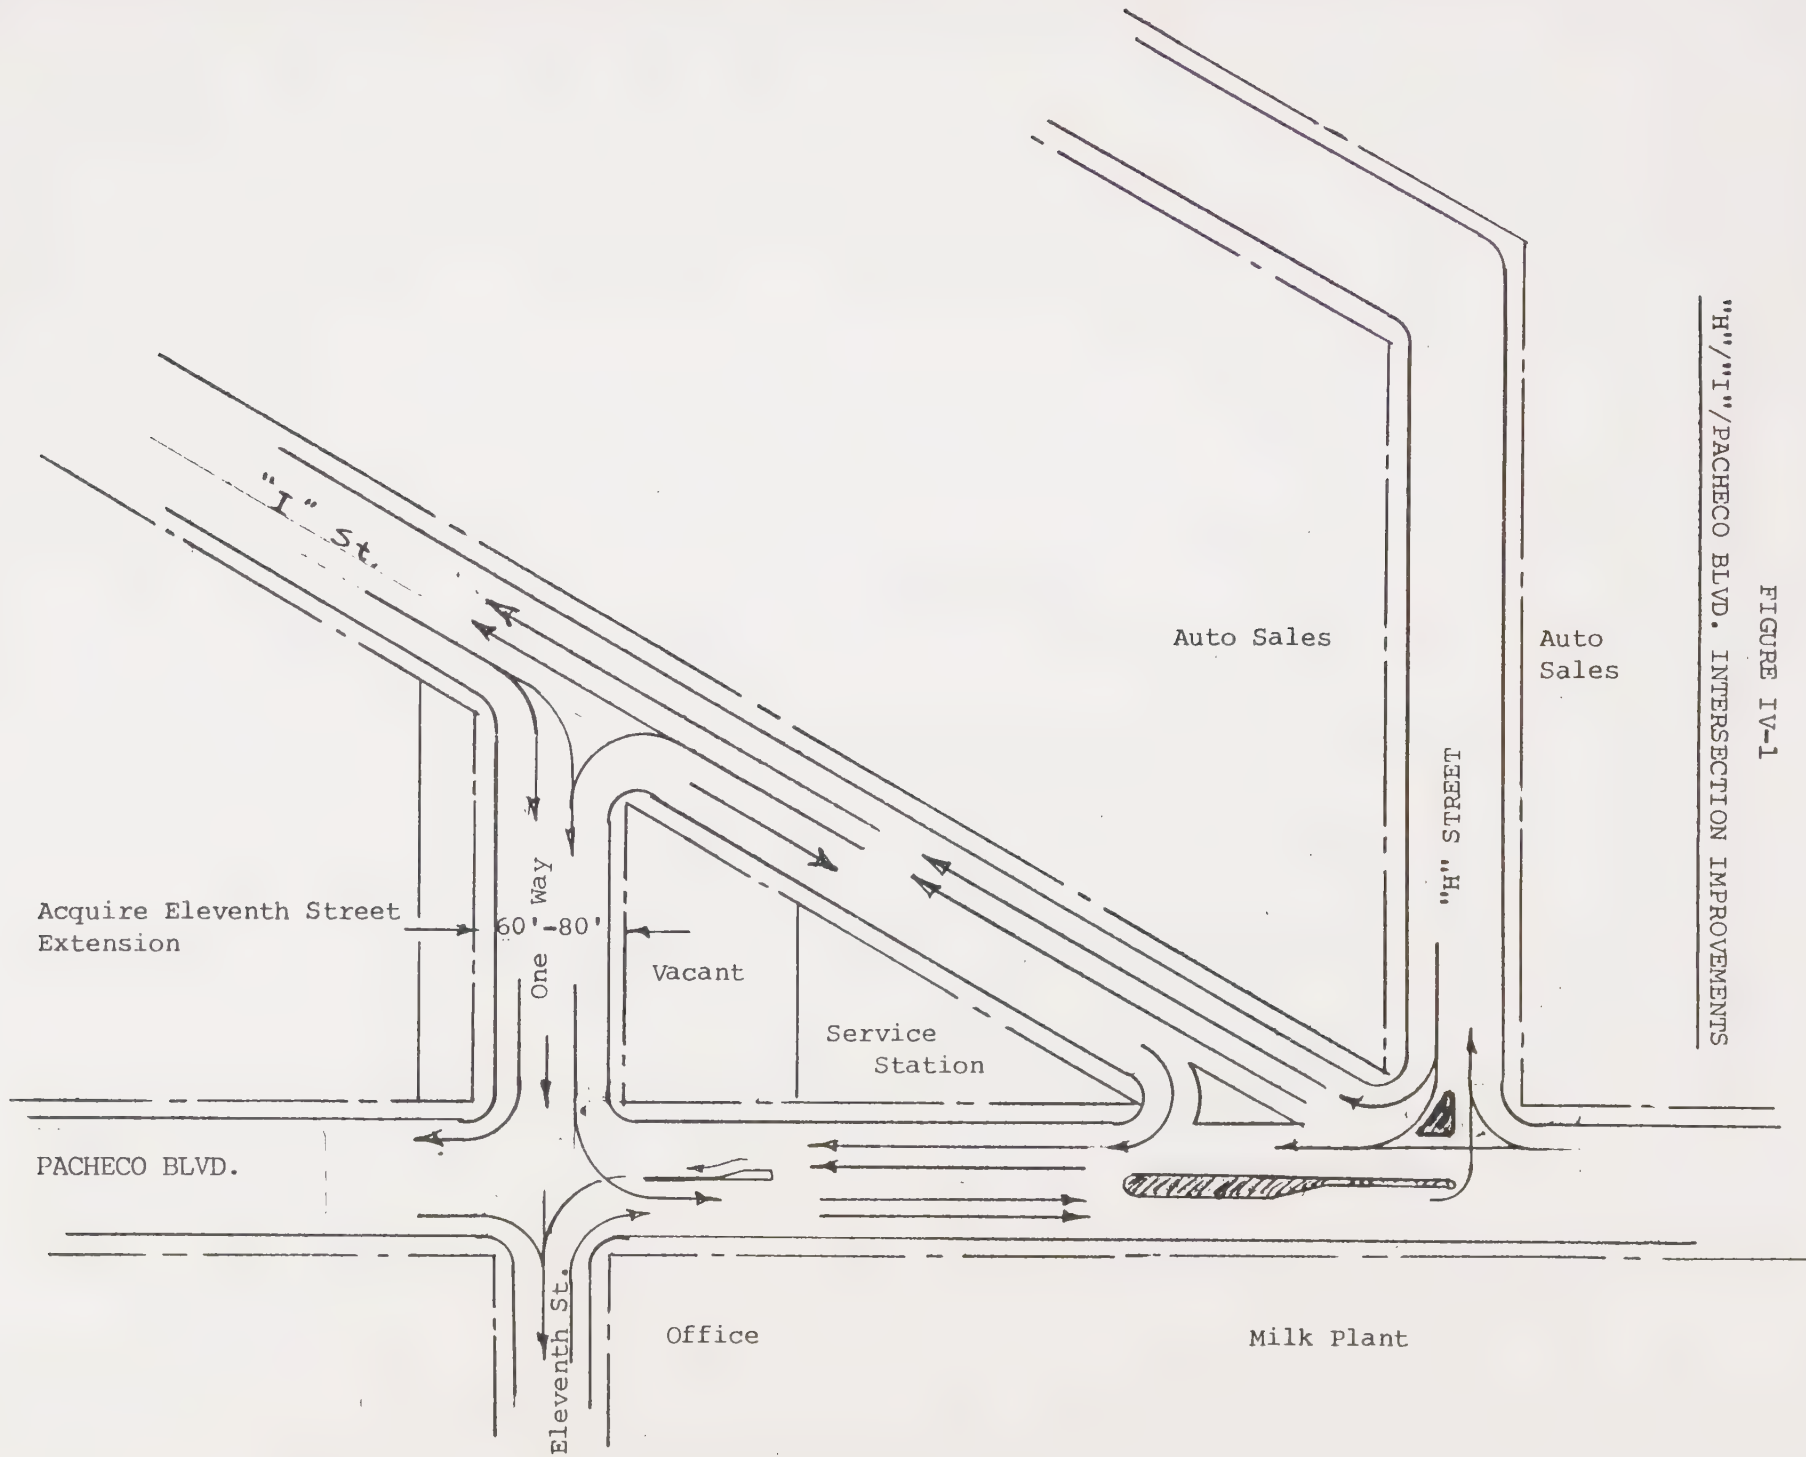 FIGURE IV-1
"H"/"I"/PACHECO BLVD. INTERSECTION IMPROVEMENTS
"I" St.
Auto Sales
Auto
Sales
"H" STREET
Acquire Eleventh Street
Extension
One Way
60'-80'
Vacant
Service
Station
PACHECO BLVD.
Eleventh St.
Office
Milk Plant